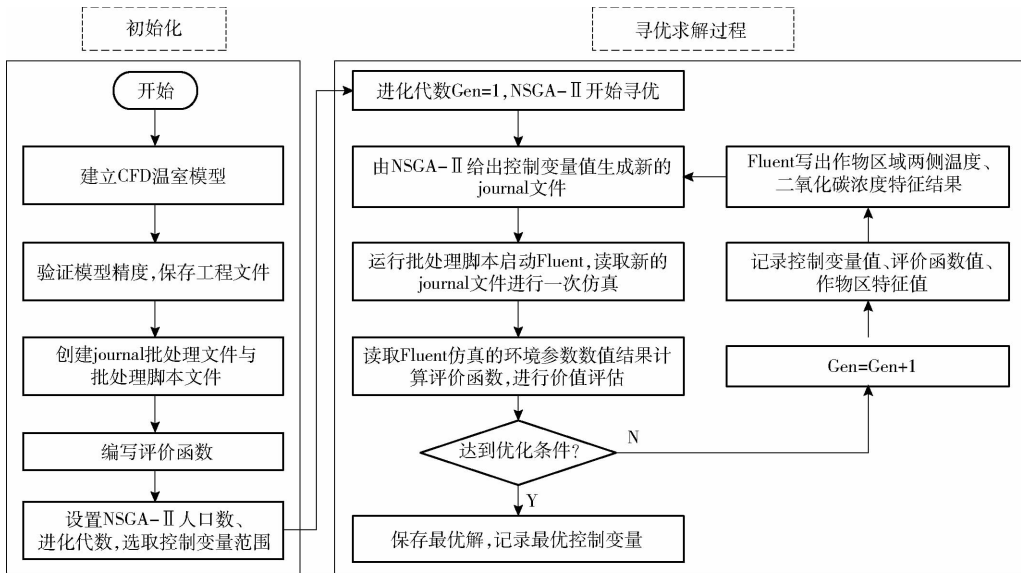 初始化
开始
建立CFD温室模型
验证模型精度,保存工程文件
创建journal批处理文件与
批处理脚本文件
编写评价函数
设置NSGA-Ⅱ人口数、
进化代数,选取控制变量范围
寻优求解过程
进化代数Gen=1,NSGA-Ⅱ开始寻优
由NSGA-Ⅱ给出控制变量值生成新的
journal文件
运行批处理脚本启动Fluent,读取新的
journal文件进行一次仿真
读取Fluent仿真的环境参数数值结果计
算评价函数,进行价值评估
达到优化条件?
N
Y
保存最优解,记录最优控制变量
Gen=Gen+1
记录控制变量值、评价函数值、
作物区特征值
Fluent写出作物区域两侧温度、
二氧化碳浓度特征结果